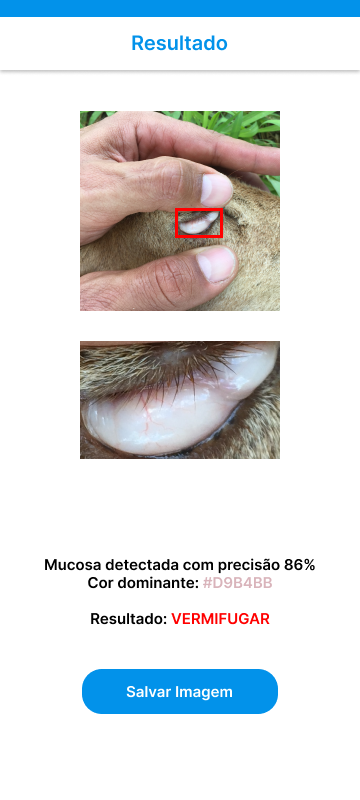 Resultado
Mucosa detectada com precisão 86%
Cor dominante: #D9B4BB
Resultado: VERMIFUGAR
Salvar Imagem